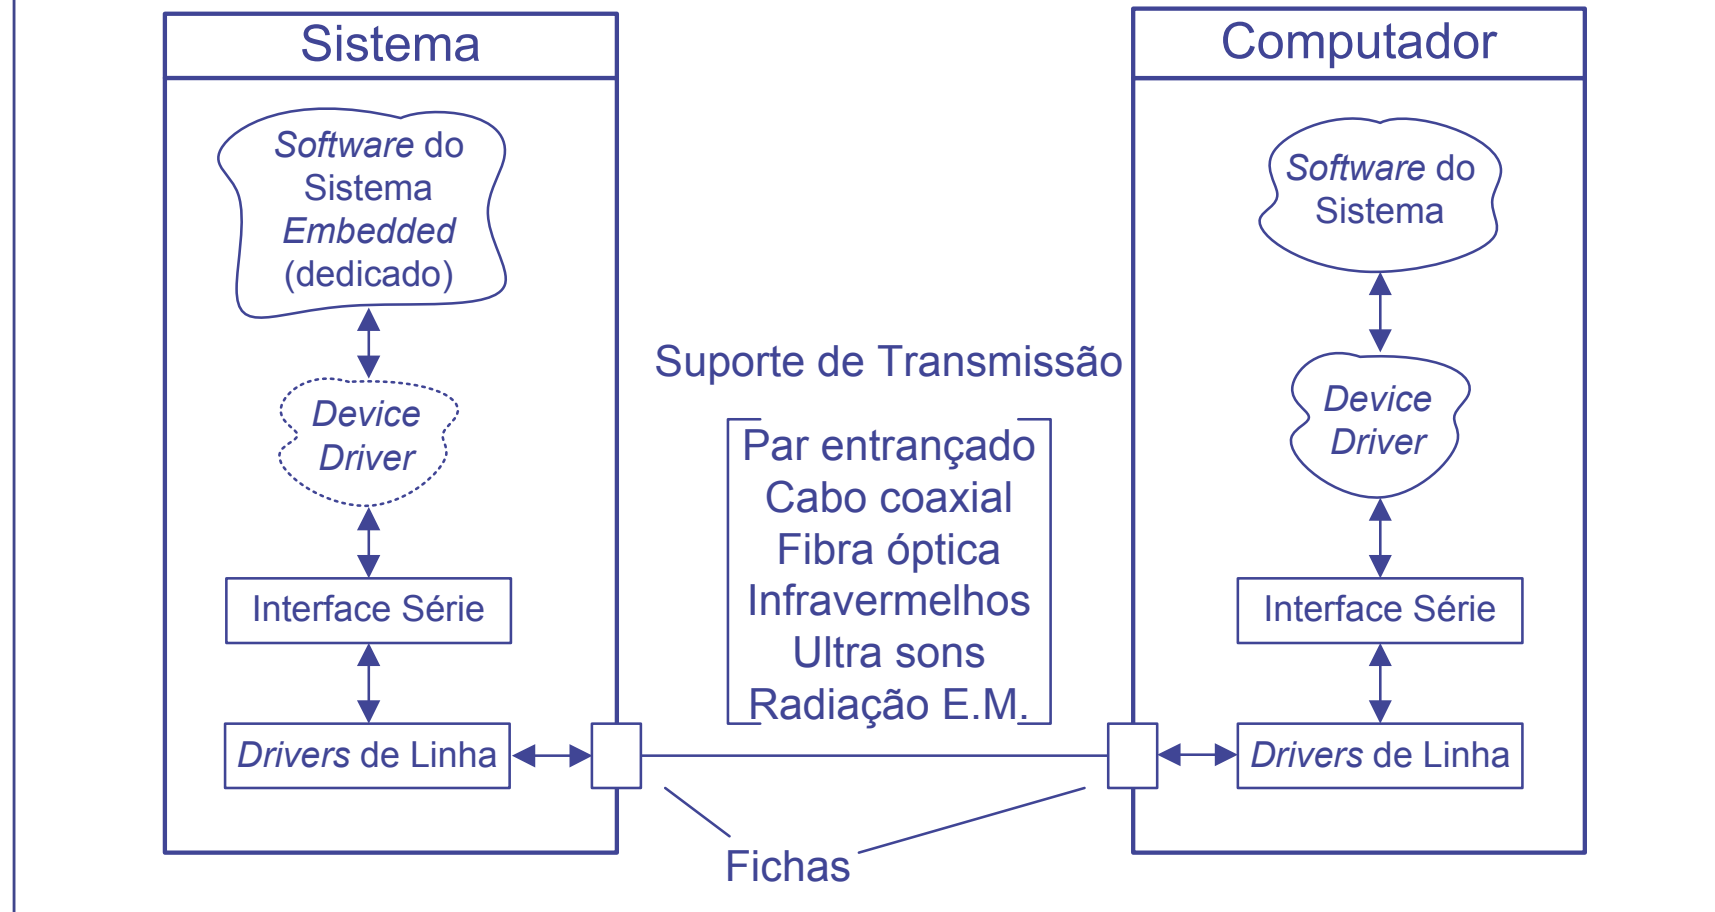 Sistema
Software do
Sistema
Embedded
(dedicado)
Device
Driver
Interface Série
Drivers de Linha
Suporte de Transmissão
Par entrançado
Cabo coaxial
Fibra óptica
Infravermelhos
Ultra sons
Radiação E.M.
Fichas
Computador
Software do
Sistema
Device
Driver
Interface Série
Drivers de Linha